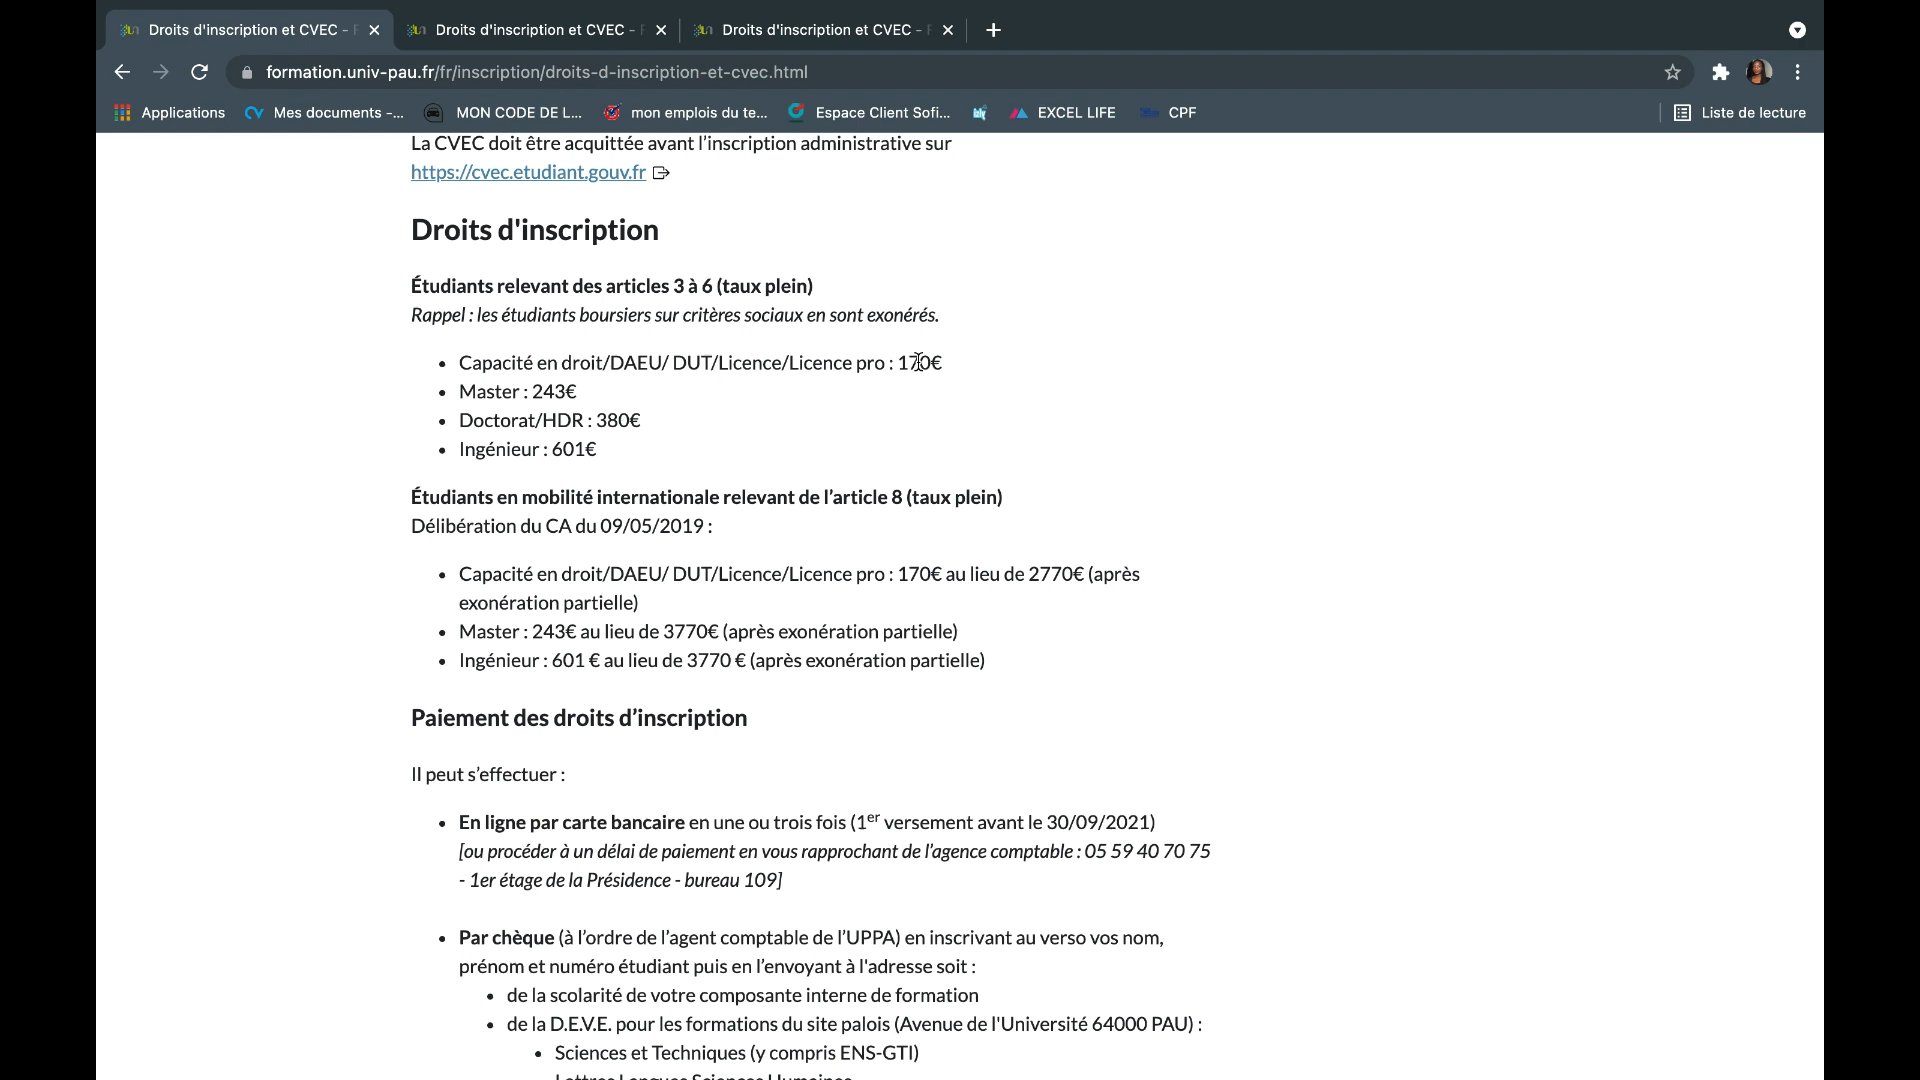 Droits d'inscription et CVEC -
Droits d'inscription et CVEC -
Droits d'inscription et CVEC -
formation.univ-pau.fr/fr/inscription/droits-d-inscription-et-cvec.html
Applications
Mes documents -...
MON CODE DE L...
mon emplois du te...
Espace Client Sofi...
EXCEL LIFE
CPF
Liste de lecture
La CVEC doit être acquittée avant l’inscription administrative sur
https://cvec.etudiant.gouv.fr
Droits d'inscription
Étudiants relevant des articles 3 à 6 (taux plein)
Rappel : les étudiants boursiers sur critères sociaux en sont exonérés.
• Capacité en droit/DAEU/ DUT/Licence/Licence pro : 170€
• Master : 243€
• Doctorat/HDR : 380€
• Ingénieur : 601€
Étudiants en mobilité internationale relevant de l’article 8 (taux plein)
Délibération du CA du 09/05/2019 :
• Capacité en droit/DAEU/ DUT/Licence/Licence pro : 170€ au lieu de 2770€ (après
exonération partielle)
• Master : 243€ au lieu de 3770€ (après exonération partielle)
• Ingénieur : 601 € au lieu de 3770 € (après exonération partielle)
Paiement des droits d’inscription
Il peut s’effectuer :
• En ligne par carte bancaire en une ou trois fois (1er versement avant le 30/09/2021)
[ou procéder à un délai de paiement en vous rapprochant de l’agence comptable : 05 59 40 70 75
- 1er étage de la Présidence - bureau 109]
• Par chèque (à l’ordre de l’agent comptable de l’UPPA) en inscrivant au verso vos nom,
prénom et numéro étudiant puis en l’envoyant à l'adresse soit :
• de la scolarité de votre composante interne de formation
• de la D.E.V.E. pour les formations du site palois (Avenue de l'Université 64000 PAU) :
• Sciences et Techniques (y compris ENS-GTI)